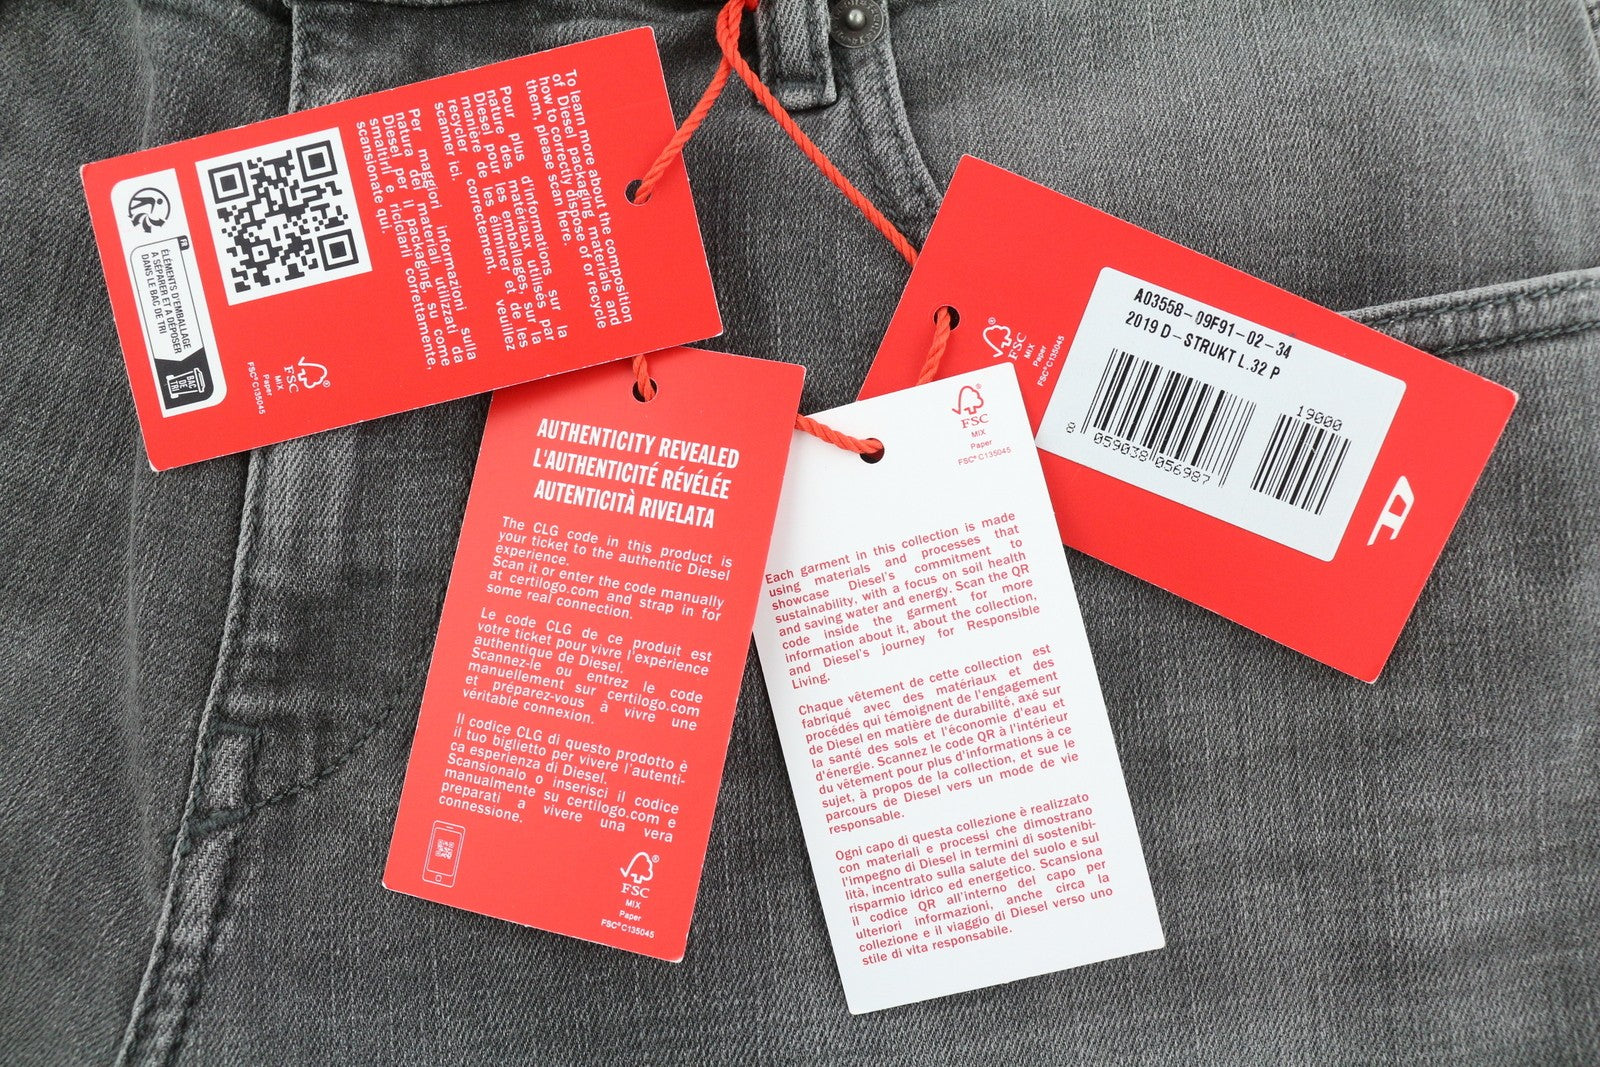 To learn more about the composition
of Diesel packaging materials and
how to correctly dispose of or recycle
them, please scan here.
Pour plus d'informations sur la
nature des matériaux utilisés par
Diesel pour les emballages, sur la
manière de les éliminer et de les
recycler correctement, veuillez
scanner ici.
Per maggiori informazioni sulla
natura dei materiali utilizzati da
Diesel per il packaging, su come
smaltirli e riciclarli correttamente,
scansionate qui.
FR
ÉLÉMENTS D'EMBALLAGE
À SÉPARER ET À DÉPOSER
DANS LE BAC DE TRI
BAC
DE
TRI
FSC
MIX
Paper
FSC® C135045
AUTHENTICITY REVEALED
L'AUTHENTICITÉ RÉVÉLÉE
AUTENTICITÀ RIVELATA
The CLG code in this product is
your ticket to the authentic Diesel
experience.
Scan it or enter the code manually
at certilogo.com and strap in for
some real connection.
Le code CLG de ce produit est
votre ticket pour vivre l'expérience
authentique de Diesel.
Scannez-le ou entrez le code
manuellement sur certilogo.com
et préparez-vous à vivre une
véritable connexion.
Il codice CLG di questo prodotto è
il tuo biglietto per vivere l'autenti-
ca esperienza di Diesel.
Scansionalo o inserisci il codice
manualmente su certilogo.com e
preparati a vivere una vera
connessione.
FSC
MIX
Paper
FSC® C135045
FSC
MIX
Paper
FSC® C135045
Each garment in this collection is made
using materials and processes that
showcase Diesel's commitment to
sustainability, with a focus on soil health
and saving water and energy. Scan the QR
code inside the garment for more
information about it, about the collection,
and Diesel's journey for Responsible
Living.
Chaque vêtement de cette collection est
fabriqué avec des matériaux et des
procédés qui témoignent de l'engagement
de Diesel en matière de durabilité, axé sur
la santé des sols et l'économie d'eau et
d'énergie. Scannez le code QR à l'intérieur
du vêtement pour plus d'informations à ce
sujet, à propos de la collection, et sue le
parcours de Diesel vers un mode de vie
responsable.
Ogni capo di questa collezione è realizzato
con materiali e processi che dimostrano
l'impegno di Diesel in termini di sostenibi-
lità, incentrato sulla salute del suolo e sul
risparmio idrico ed energetico. Scansiona
il codice QR all'interno del capo per
ulteriori informazioni, anche circa la
collezione e il viaggio di Diesel verso uno
stile di vita responsabile.
FSC
MIX
Paper
FSC® C135045
A03558-09F91-02-34
2019 D-STRUKT L.32 P
19000
8 059038 056987
D